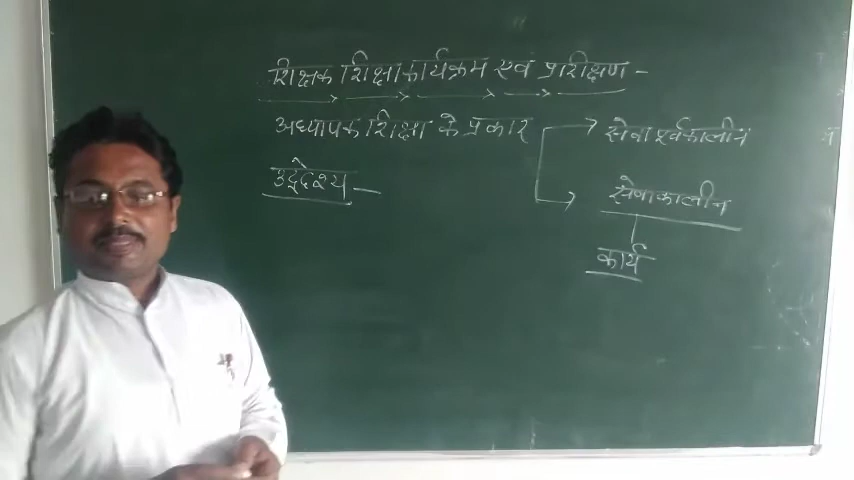 शिक्षक शिक्षा कार्यक्रम एवं प्रशिक्षण -
अध्यापक शिक्षा के प्रकार
सेवा पूर्वकालीन
उद्देश्य -
सेवाकालीन
कार्य